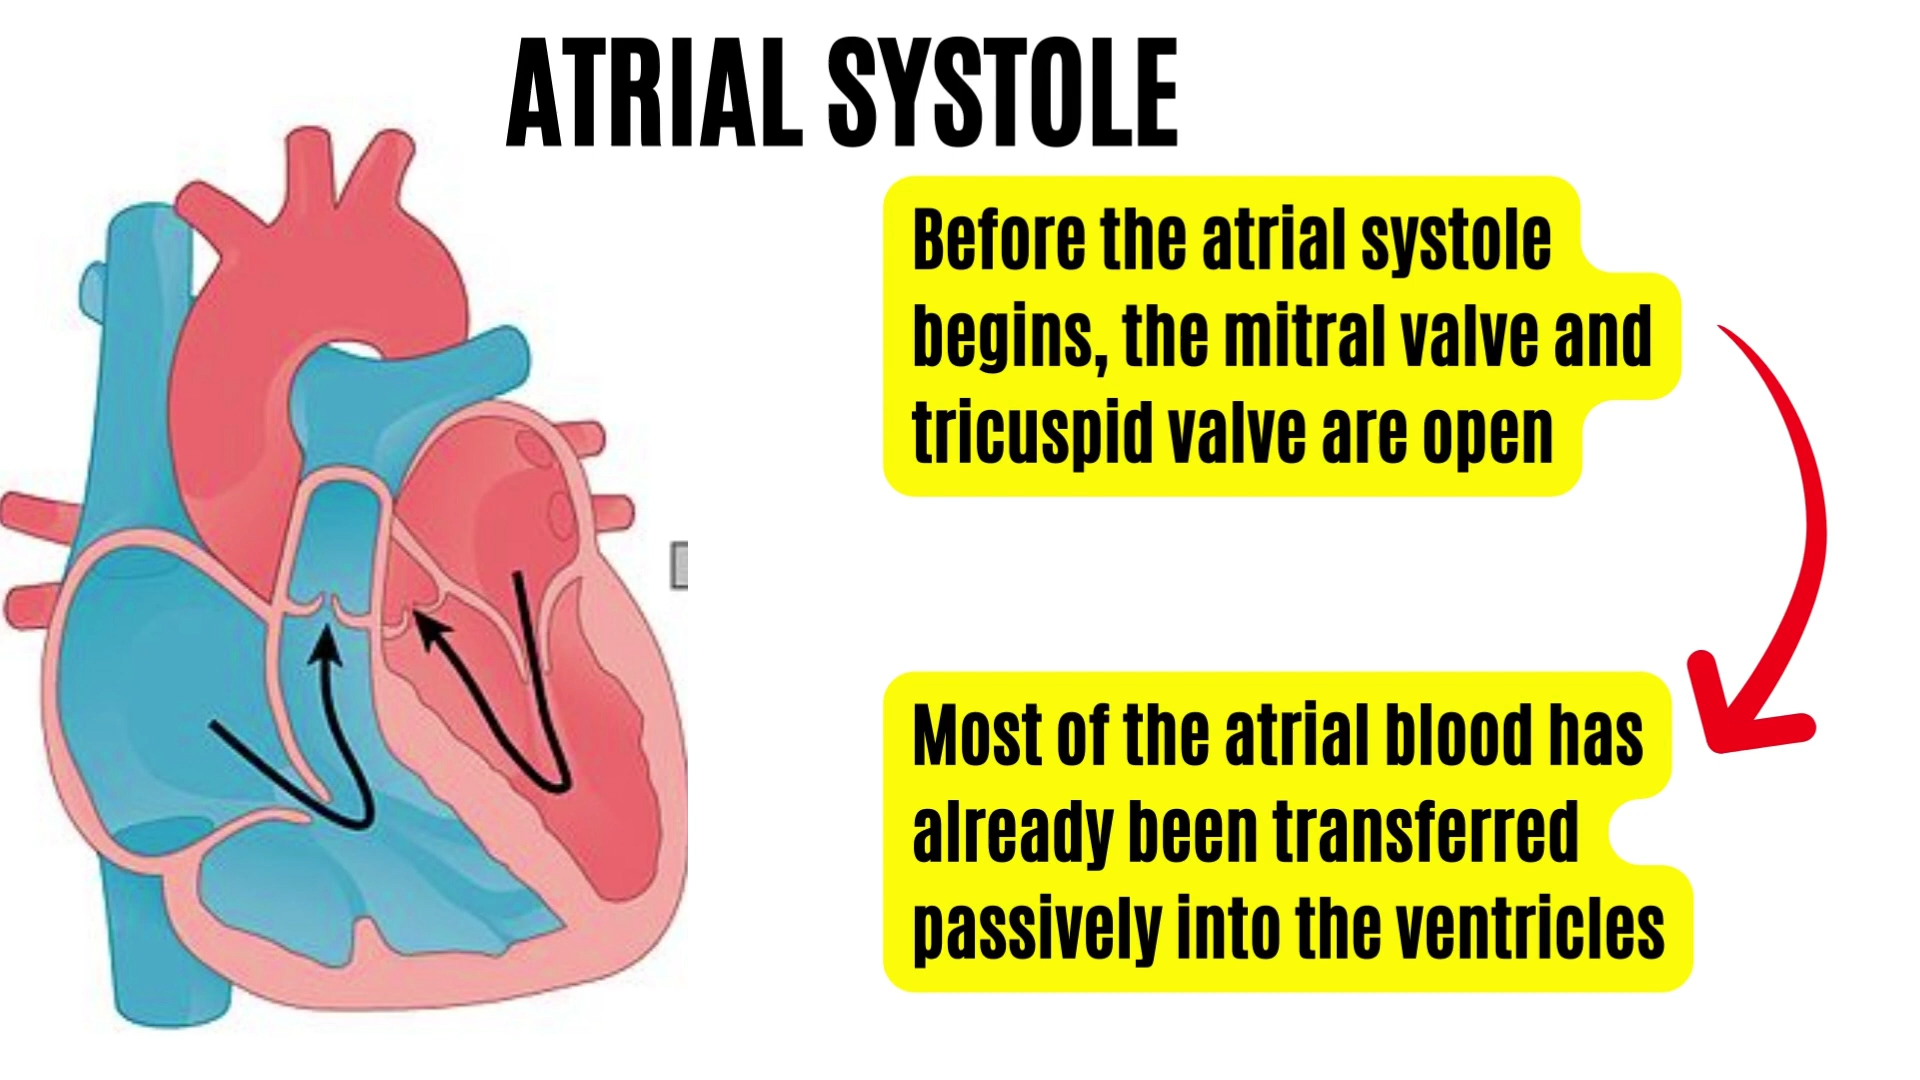 ATRIAL SYSTOLE
Before the atrial systole
begins, the mitral valve and
tricuspid valve are open
Most of the atrial blood has
already been transferred
passively into the ventricles